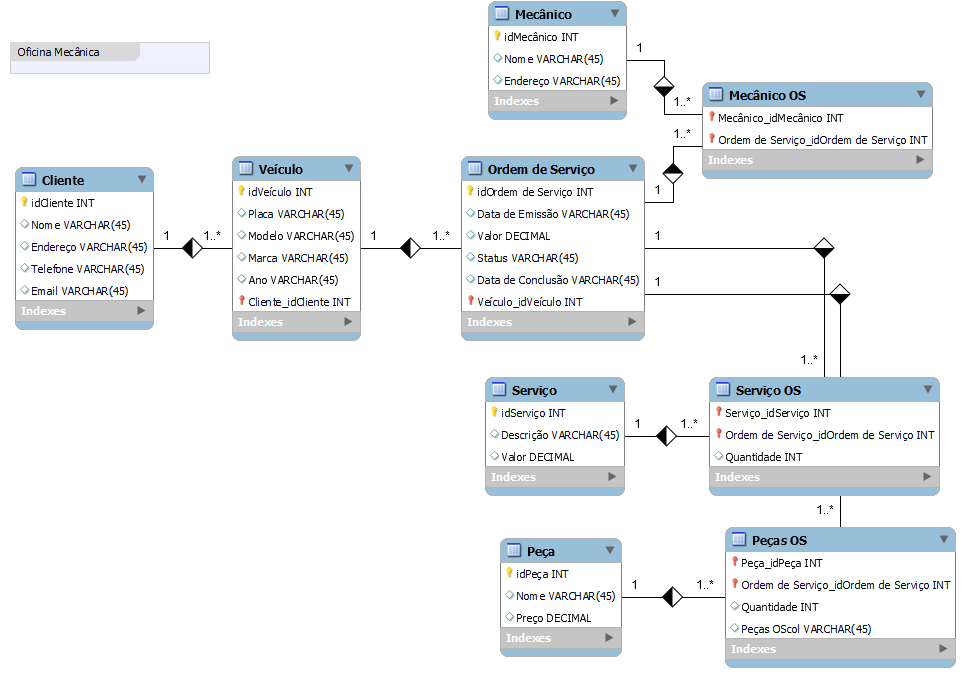 Oficina Mecânica
Mecânico
idMecânico INT
Nome VARCHAR(45)
Endereço VARCHAR(45)
Indexes
1
1..*
Mecânico OS
Mecânico_idMecânico INT
Ordem de Serviço_idOrdem de Serviço INT
Indexes
1..*
1
Cliente
idCliente INT
Nome VARCHAR(45)
Endereço VARCHAR(45)
Telefone VARCHAR(45)
Email VARCHAR(45)
Indexes
1
1..*
Veículo
idVeículo INT
Placa VARCHAR(45)
Modelo VARCHAR(45)
Marca VARCHAR(45)
Ano VARCHAR(45)
Cliente_idCliente INT
Indexes
1
1..*
Ordem de Serviço
idOrdem de Serviço INT
Data de Emissão VARCHAR(45)
Valor DECIMAL
Status VARCHAR(45)
Data de Conclusão VARCHAR(45)
Veículo_idVeículo INT
Indexes
1
1
1..*
Serviço
idServiço INT
Descrição VARCHAR(45)
Valor DECIMAL
Indexes
1
1..*
Serviço OS
Serviço_idServiço INT
Ordem de Serviço_idOrdem de Serviço INT
Quantidade INT
Indexes
1..*
Peça
idPeça INT
Nome VARCHAR(45)
Preço DECIMAL
Indexes
1
1..*
Peças OS
Peça_idPeça INT
Ordem de Serviço_idOrdem de Serviço INT
Quantidade INT
Peças OScol VARCHAR(45)
Indexes